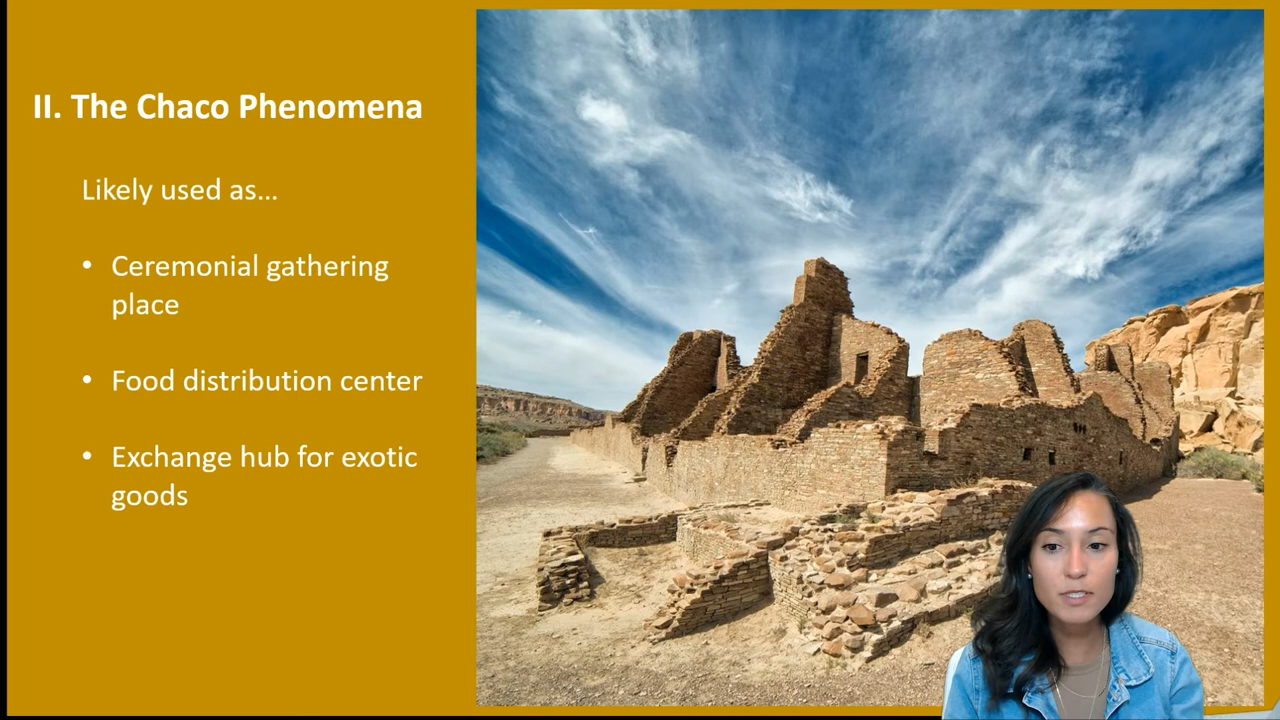 II. The Chaco Phenomena
Likely used as...
• Ceremonial gathering
place
• Food distribution center
• Exchange hub for exotic
goods